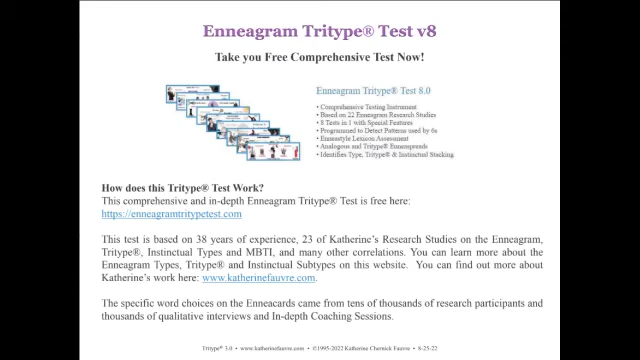 Enneagram Tritype® Test v8
Take you Free Comprehensive Test Now!
Enneagram Tritype® Test 8.0
• Comprehensive Testing Instrument
• Based on 22 Enneagram Research Studies
• 8 Tests in 1 with Special Features
• Programmed to Detect Patterns used by 6s
• Enneastyle Lexicon Assessment
• Analogous and Tritype® Enneaprends
• Identifies Type, Tritype® & Instinctual Stacking
How does this Tritype® Test Work?
This comprehensive and in-depth Enneagram Tritype® Test is free here:
https://enneagramtritypetest.com
This test is based on 38 years of experience, 23 of Katherine's Research Studies on the Enneagram,
Tritype®, Instinctual Types and MBTI, and many other correlations. You can learn more about the
Enneagram Types, Tritype® and Instinctual Subtypes on this website. You can find out more about
Katherine's work here: www.katherinefauvre.com.
The specific word choices on the Enneacards came from tens of thousands of research participants and
thousands of qualitative interviews and In-depth Coaching Sessions.
Tritype® 3.0 • www.katherinefauvre.com • ©1995-2022 Katherine Chernick Fauvre • 8-25-22